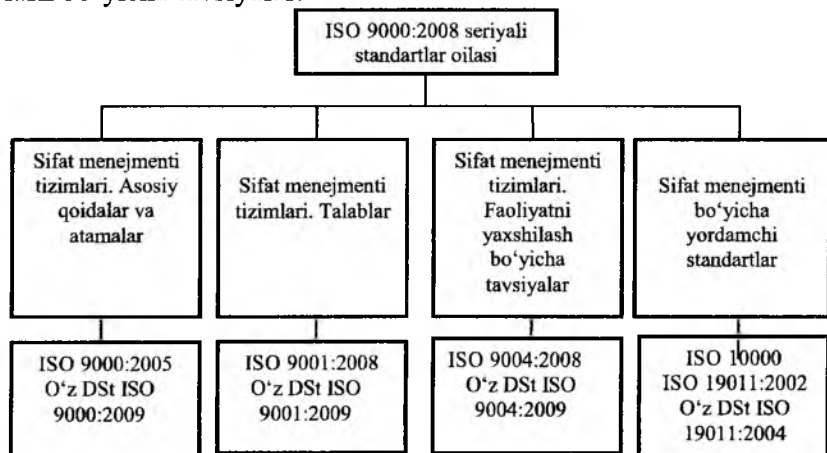 ISO 9000:2008 seriyali
standartlar oilasi
Sifat menejmenti
tizimlari. Asosiy
qoidalar va
atamalar
Sifat menejmenti
tizimlari. Talablar
Sifat menejmenti
tizimlari.
Faoliyatni
yaxshilash
bo‘yicha
tavsiyalar
Sifat menejmenti
bo‘yicha
yordamchi
standartlar
ISO 9000:2005
O‘z DSt ISO
9000:2009
ISO 9001:2008
O‘z DSt ISO
9001:2009
ISO 9004:2008
O‘z DSt ISO
9004:2009
ISO 10000
ISO 19011:2002
O‘z DSt ISO
19011:2004